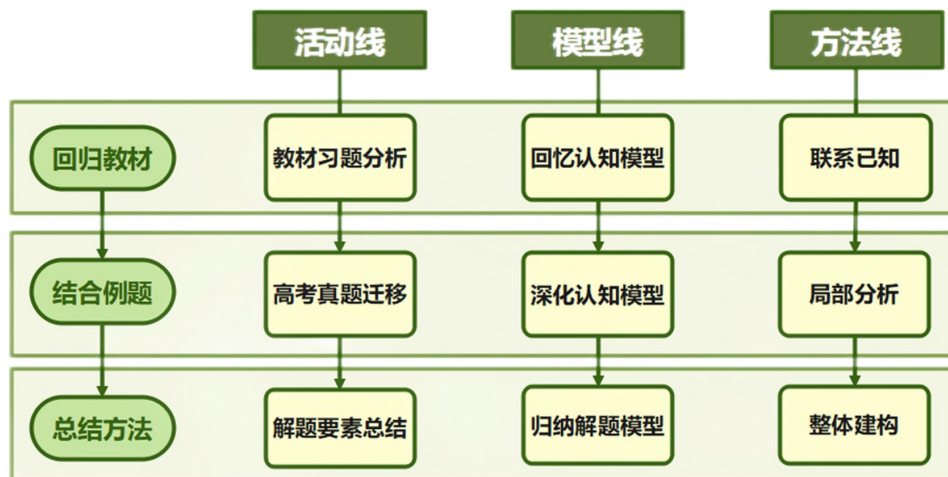 活动线
模型线
方法线
回归教材
教材习题分析
回忆认知模型
联系已知
结合例题
高考真题迁移
深化认知模型
局部分析
总结方法
解题要素总结
归纳解题模型
整体建构